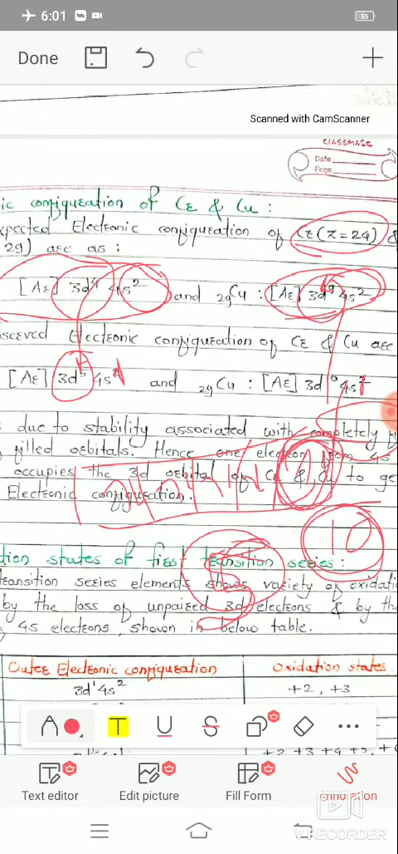 6:01
Done
Scanned with CamScanner
CLASSMATE
Date
Page
ic configuration of Cr & Cu :
xpected Electronic configuration of Cr(Z=24) &
29) are as :
[Ar] 3d⁴ 4s² and ₂₉Cu : [Ar] 3d⁹ 4s²
bserved Electronic configuration of Cr & Cu are
[Ar] 3d⁵ 4s¹ and ₂₉Cu : [Ar] 3d¹⁰ 4s¹
due to stability associated with completely
filled orbitals. Hence one electron from 4s
occupies the 3d orbital of Cr & Cu to ge
Electronic configuration.
10
5
tion states of first transition series:
transition series elements shows variety of oxidati
by the loss of unpaired 3d electrons & by th
4s electrons, shown in below table.
Outer Electronic configuration Oxidation states
3d¹4s² +2, +3
A T U S
Text editor Edit picture Fill Form Annotation
V RECORDER